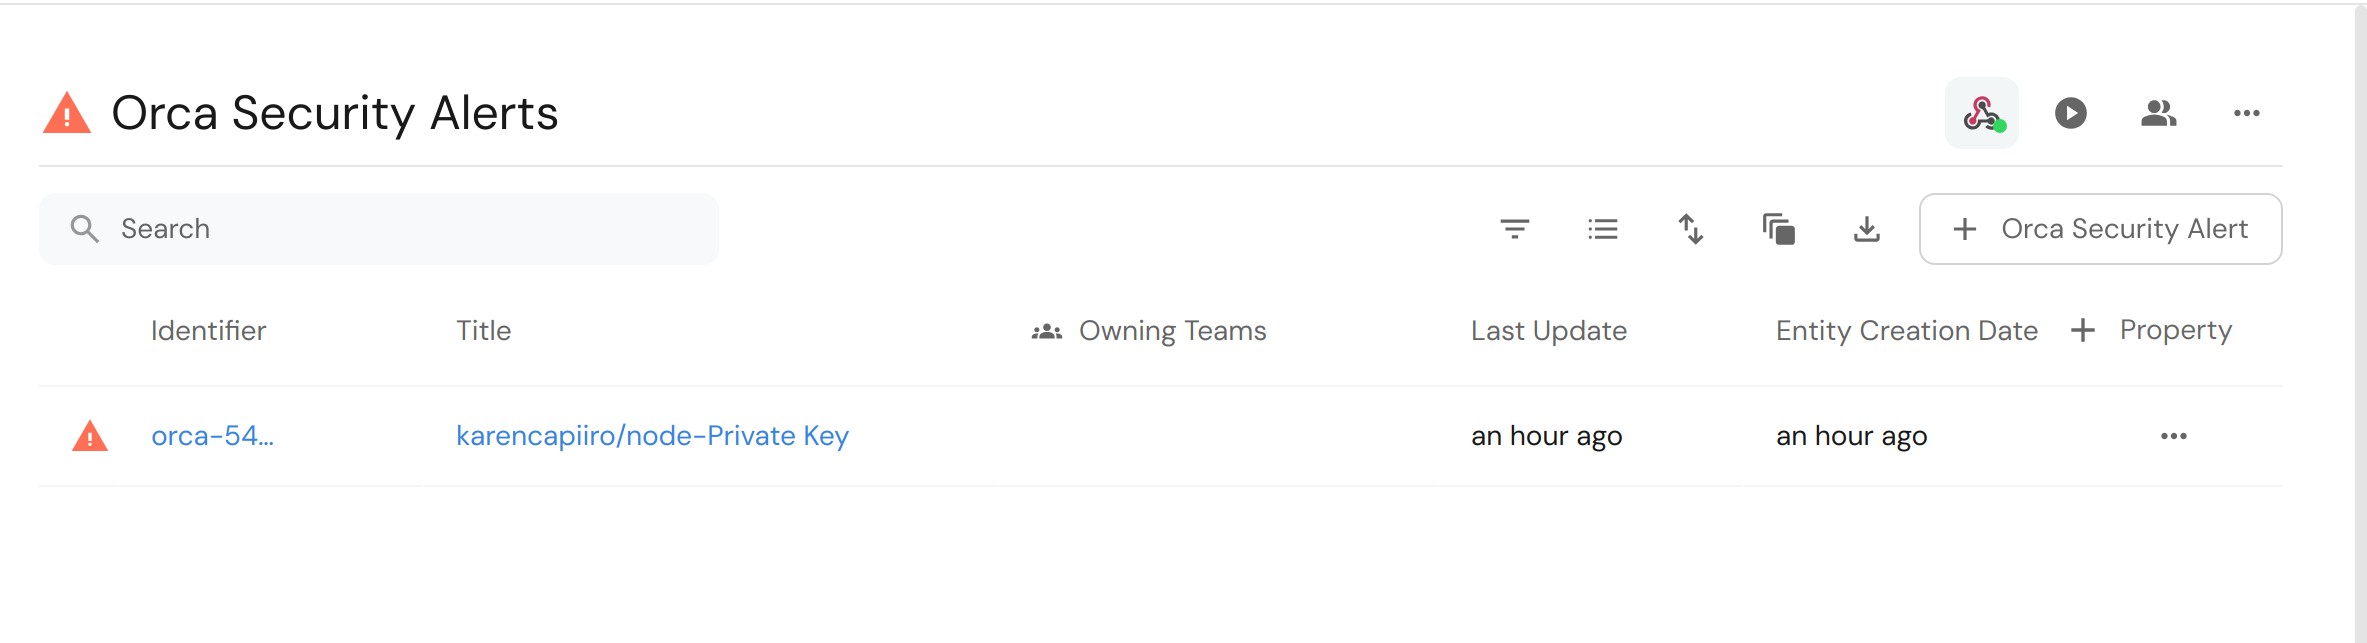 Orca Security Alerts
Search
+ Orca Security Alert
Identifier Title Owning Teams Last Update Entity Creation Date + Property
orca-54... karencapiiro/node-Private Key an hour ago an hour ago